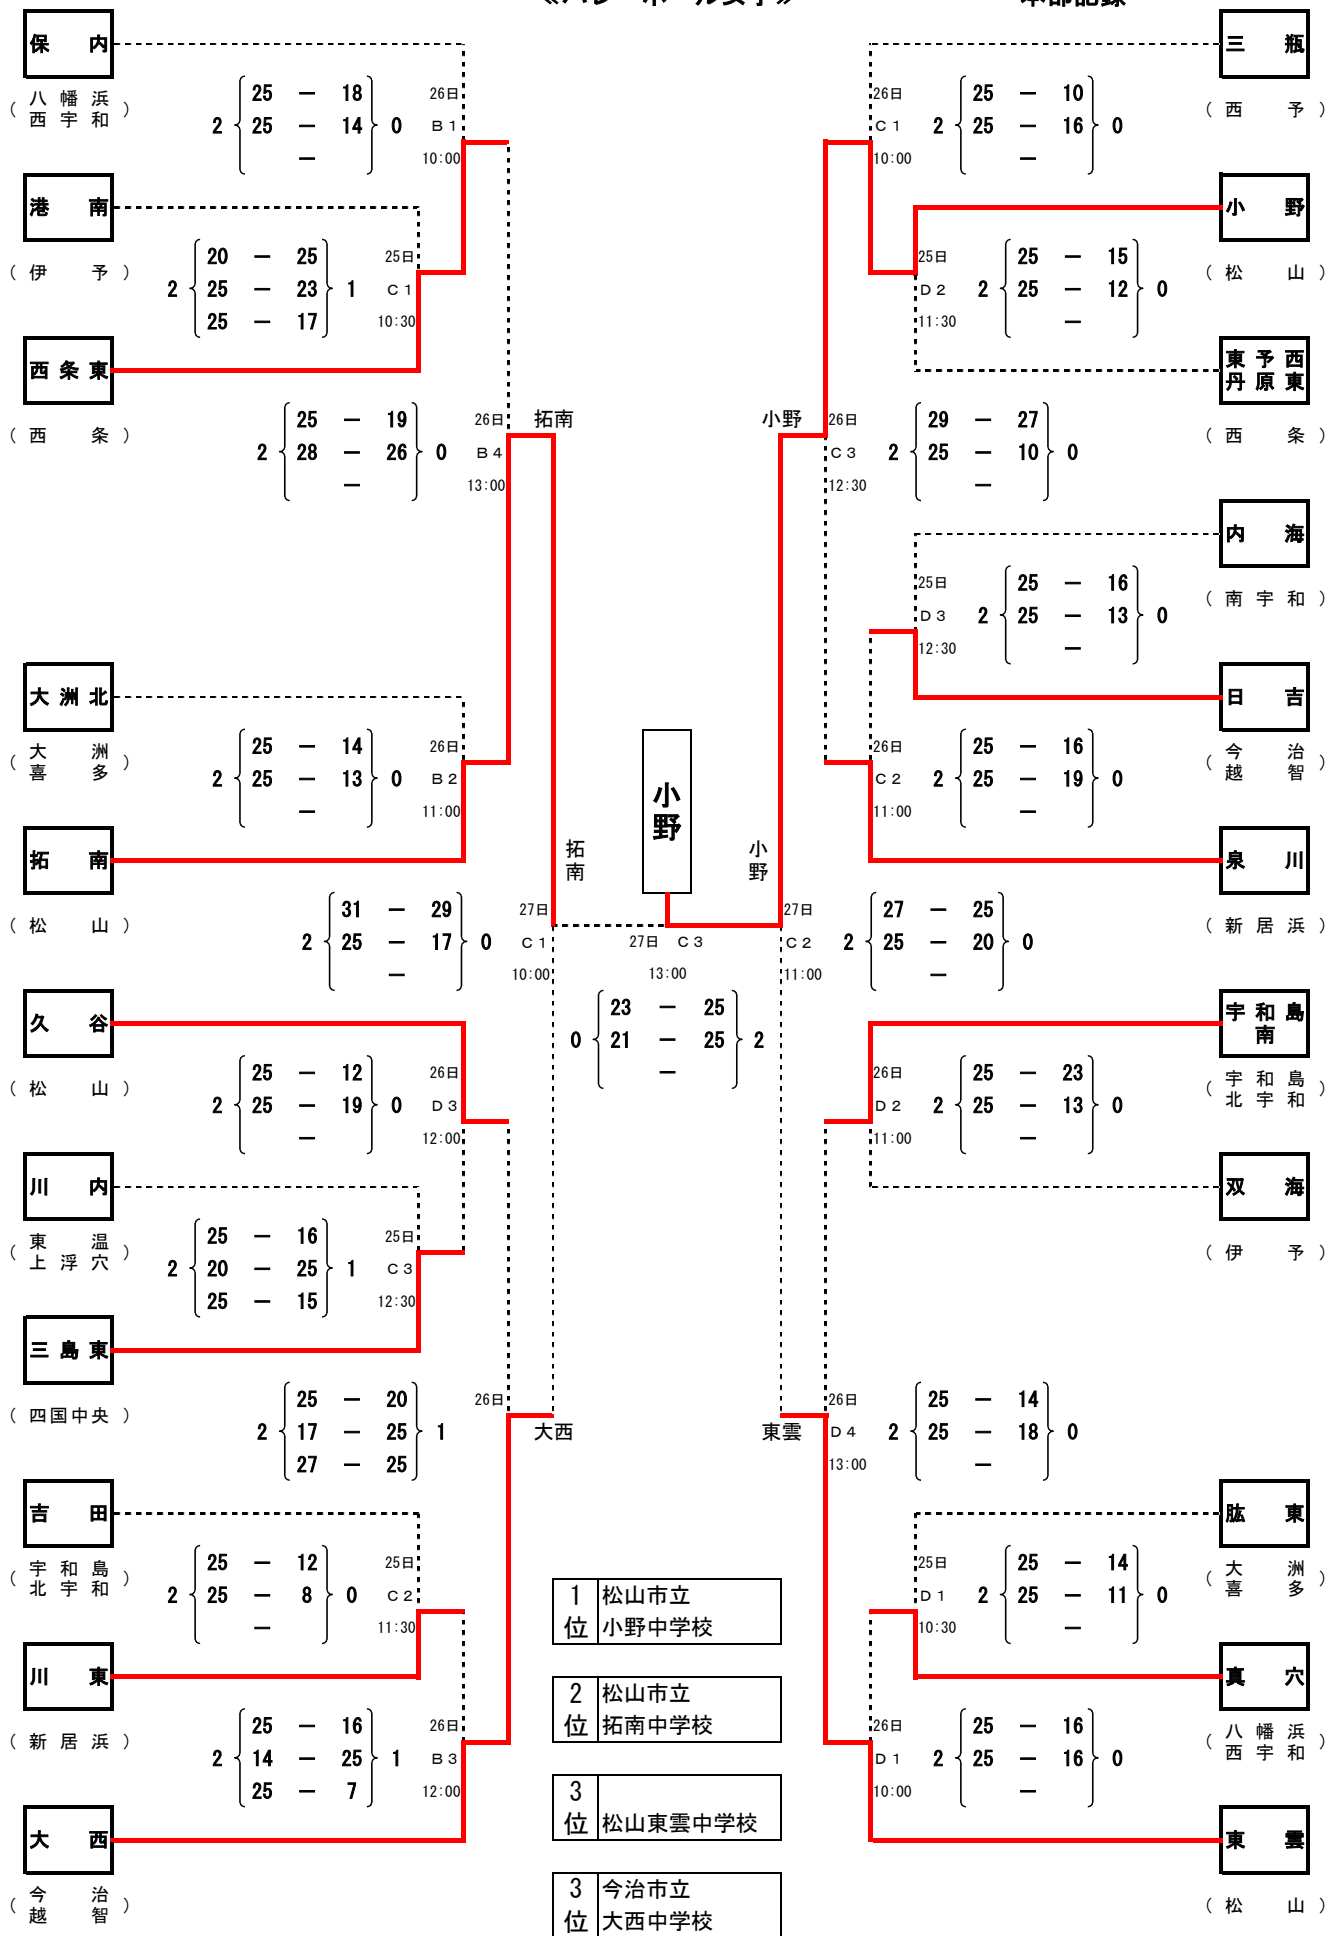 《バレーボール女子》
本部記録
保 内
( 八幡浜 西宇和 )
2 25 － 18 0
25 － 14
－
26日
B1
10:00
港 南
( 伊 予 )
2 20 － 25 1
25 － 23
25 － 17
25日
C1
10:30
西条東
( 西 条 )
2 25 － 19 0
28 － 26
－
26日
B4
13:00
拓南
大洲北
( 大洲 喜多 )
2 25 － 14 0
25 － 13
－
26日
B2
11:00
拓 南
( 松 山 )
2 31 － 29 0
25 － 17
－
27日
C1
10:00
拓南
久 谷
( 松 山 )
2 25 － 12 0
25 － 19
－
26日
D3
12:00
川 内
( 東温 上浮穴 )
2 25 － 16 1
20 － 25
25 － 15
25日
C3
12:30
三島東
( 四国中央 )
2 25 － 20 1
17 － 25
27 － 25
26日
大西
吉 田
( 宇和島 北宇和 )
2 25 － 12 0
25 － 8
－
25日
C2
11:30
川 東
( 新居浜 )
2 25 － 16 1
14 － 25
25 － 7
26日
B3
12:00
大 西
( 今治 越智 )
小野
27日 C3
13:00
0 23 － 25 2
21 － 25
－
1位 松山市立
小野中学校
2位 松山市立
拓南中学校
3位 松山東雲中学校
3位 今治市立
大西中学校
三 瓶
( 西 予 )
26日
C1
10:00
2 25 － 10 0
25 － 16
－
小 野
( 松 山 )
25日
D2
11:30
2 25 － 15 0
25 － 12
－
東予西
丹原東
( 西 条 )
小野
26日
C3
12:30
2 29 － 27 0
25 － 10
－
内 海
( 南宇和 )
25日
D3
12:30
2 25 － 16 0
25 － 13
－
日 吉
( 今治 越智 )
26日
C2
11:00
2 25 － 16 0
25 － 19
－
泉 川
( 新居浜 )
小野
27日
C2
11:00
2 27 － 25 0
25 － 20
－
宇和島
南
( 宇和島 北宇和 )
26日
D2
11:00
2 25 － 23 0
25 － 13
－
双 海
( 伊 予 )
東雲
26日
D4
13:00
2 25 － 14 0
25 － 18
－
肱 東
( 大洲 喜多 )
25日
D1
10:30
2 25 － 14 0
25 － 11
－
真 穴
( 八幡浜 西宇和 )
26日
D1
10:00
2 25 － 16 0
25 － 16
－
東 雲
( 松 山 )